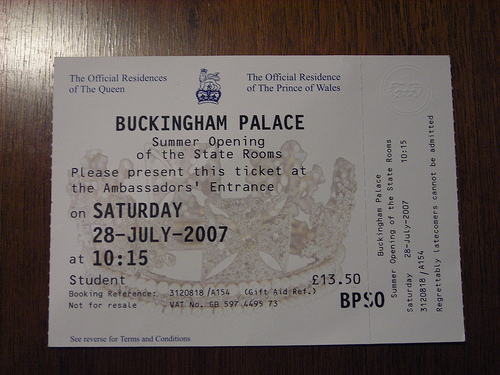 The Official Residences
of The Queen
The Official Residence
of The Prince of Wales
BUCKINGHAM PALACE
Summer Opening
of the State Rooms
Please present this ticket at
the Ambassadors' Entrance
on SATURDAY
28-JULY-2007
at 10:15
Student £13.50
Booking Reference: 3120818/A154 (Gift Aid Ref.)
Not for resale VAT No. GB 597 4495 73
BPSO
See reverse for Terms and Conditions
Buckingham Palace
Summer Opening of the State Rooms
Saturday 28-July-2007 10:15
3120818/A154
Regrettably latecomers cannot be admitted